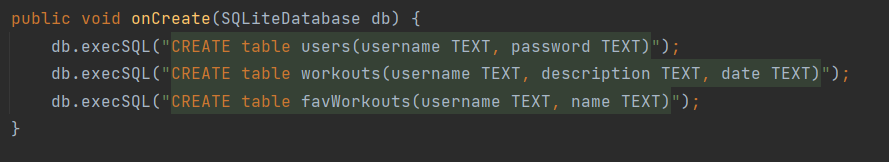 public void onCreate(SQLiteDatabase db) {
    db.execSQL("CREATE table users(username TEXT, password TEXT)");
    db.execSQL("CREATE table workouts(username TEXT, description TEXT, date TEXT)");
    db.execSQL("CREATE table favWorkouts(username TEXT, name TEXT)");
}